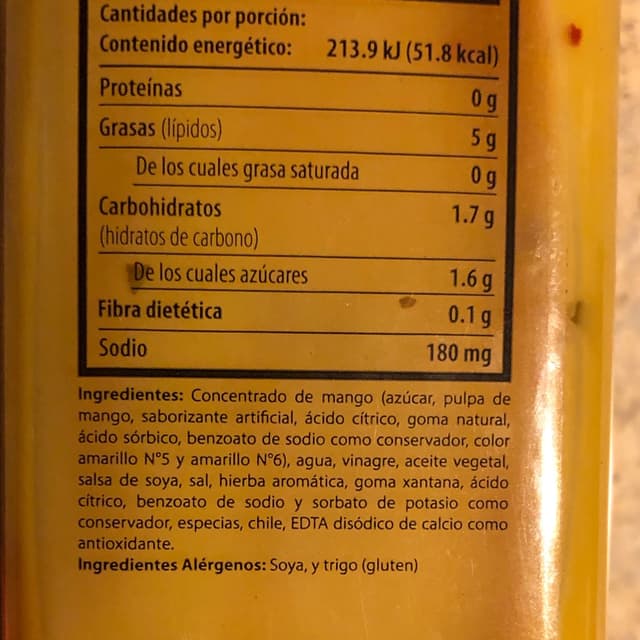 Cantidades por porción:
Contenido energético: 213.9 kJ (51.8 kcal)
Proteínas 0 g
Grasas (lípidos) 5 g
De los cuales grasa saturada 0 g
Carbohidratos 1.7 g
(hidratos de carbono)
De los cuales azúcares 1.6 g
Fibra dietética 0.1 g
Sodio 180 mg
Ingredientes: Concentrado de mango (azúcar, pulpa de
mango, saborizante artificial, ácido cítrico, goma natural,
ácido sórbico, benzoato de sodio como conservador, color
amarillo N°5 y amarillo N°6), agua, vinagre, aceite vegetal,
salsa de soya, sal, hierba aromática, goma xantana, ácido
cítrico, benzoato de sodio y sorbato de potasio como
conservador, especias, chile, EDTA disódico de calcio como
antioxidante.
Ingredientes Alérgenos: Soya, y trigo (gluten)